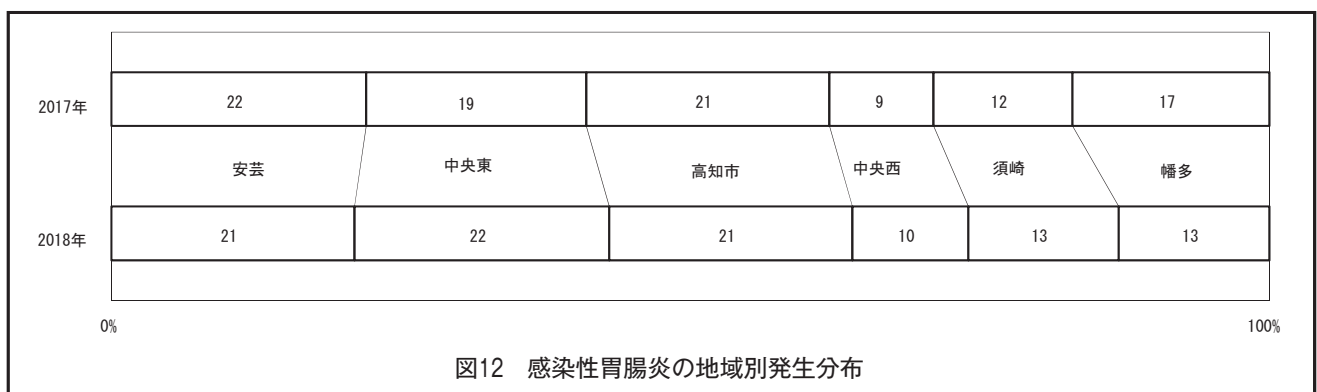 2017年 22 19 21 9 12 17
安芸 中央東 高知市 中央西 須崎 幡多
2018年 21 22 21 10 13 13
0% 100%
図12 感染性胃腸炎の地域別発生分布